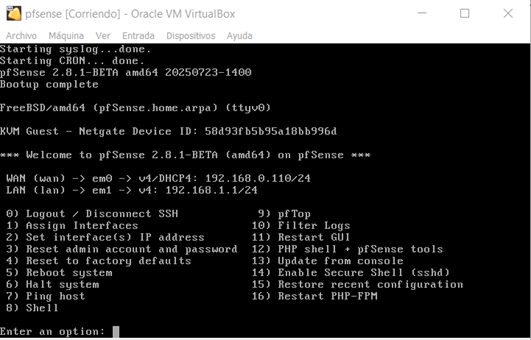 pfsense [Corriendo] - Oracle VM VirtualBox
Archivo Máquina Ver Entrada Dispositivos Ayuda
Starting syslog...done.
Starting CRON... done.
pfSense 2.8.1-BETA amd64 20250723-1400
Bootup complete
FreeBSD/amd64 (pfSense.home.arpa) (ttyv0)
KVM Guest - Netgate Device ID: 58d93fb5b95a18bb996d
*** Welcome to pfSense 2.8.1-BETA (amd64) on pfSense ***
WAN (wan) -> em0 -> v4/DHCP4: 192.168.0.110/24
LAN (lan) -> em1 -> v4: 192.168.1.1/24
0) Logout / Disconnect SSH 9) pfTop
1) Assign Interfaces 10) Filter Logs
2) Set interface(s) IP address 11) Restart GUI
3) Reset admin account and password 12) PHP shell + pfSense tools
4) Reset to factory defaults 13) Update from console
5) Reboot system 14) Enable Secure Shell (sshd)
6) Halt system 15) Restore recent configuration
7) Ping host 16) Restart PHP-FPM
8) Shell
Enter an option: